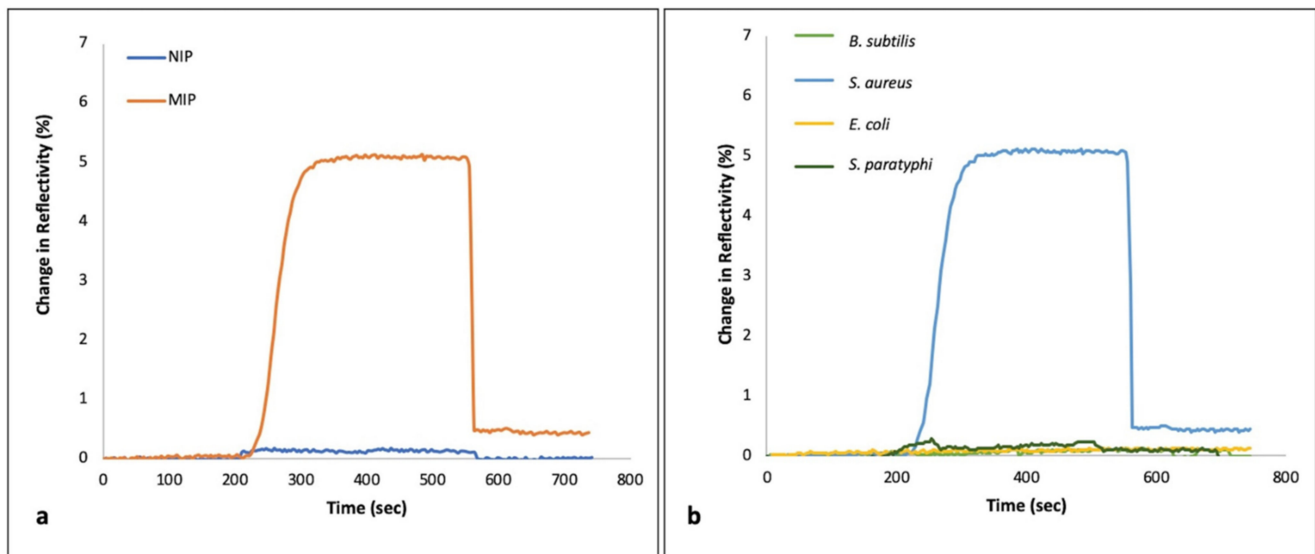 7
NIP
6
MIP
5
4
3
2
1
0
Change in Reflectivity (%)
0 100 200 300 400 500 600 700 800
Time (sec)
a
7
B. subtilis
6
S. aureus
5
E. coli
S. paratyphi
4
3
2
1
0
Change in Reflectivity (%)
0 200 400 600 800
Time (sec)
b